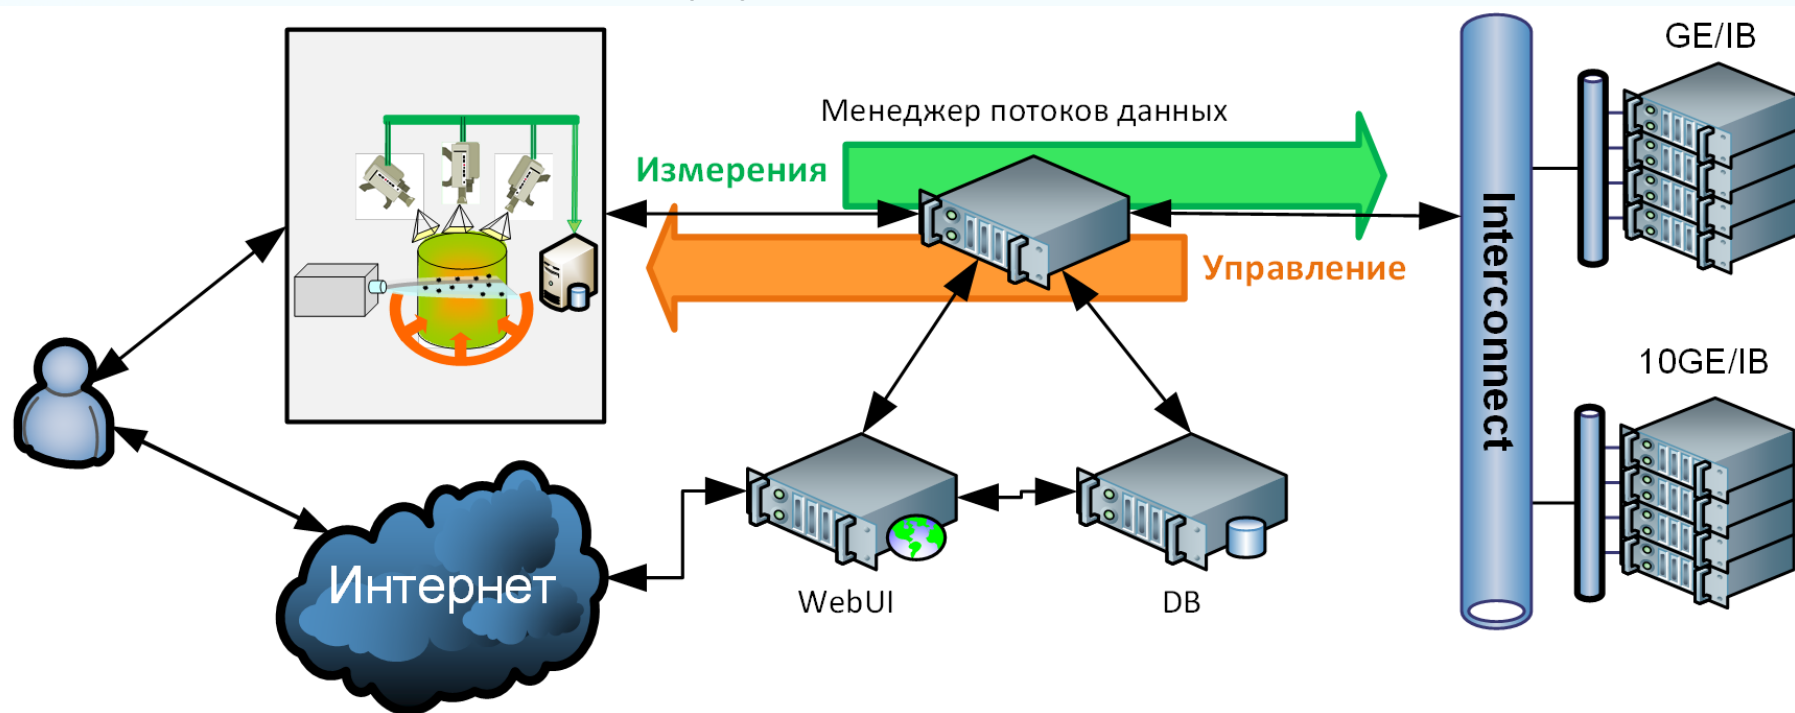 GE/IB
Менеджер потоков данных
Измерения
Interconnect
Управление
10GE/IB
Интернет
WebUI
DB